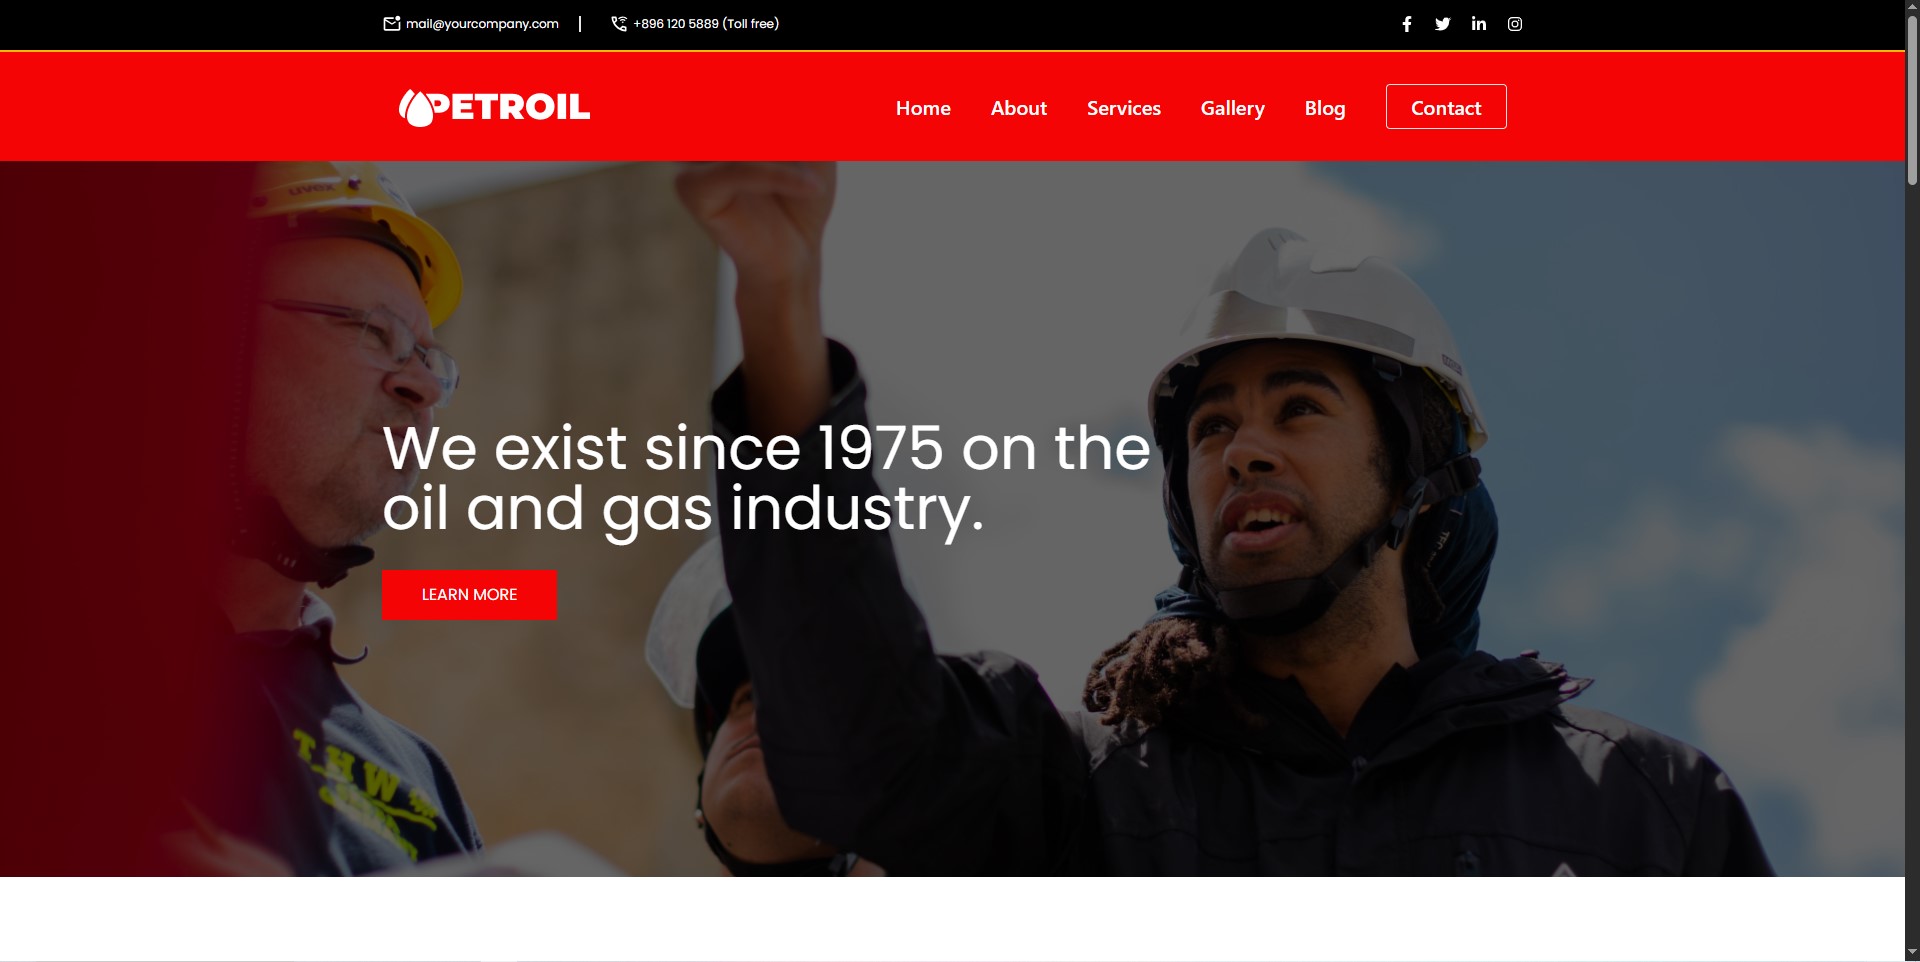 mail@yourcompany.com
+896 120 5889 (Toll free)
PETROIL
Home
About
Services
Gallery
Blog
Contact
uvex
We exist since 1975 on the
oil and gas industry.
LEARN MORE
THW